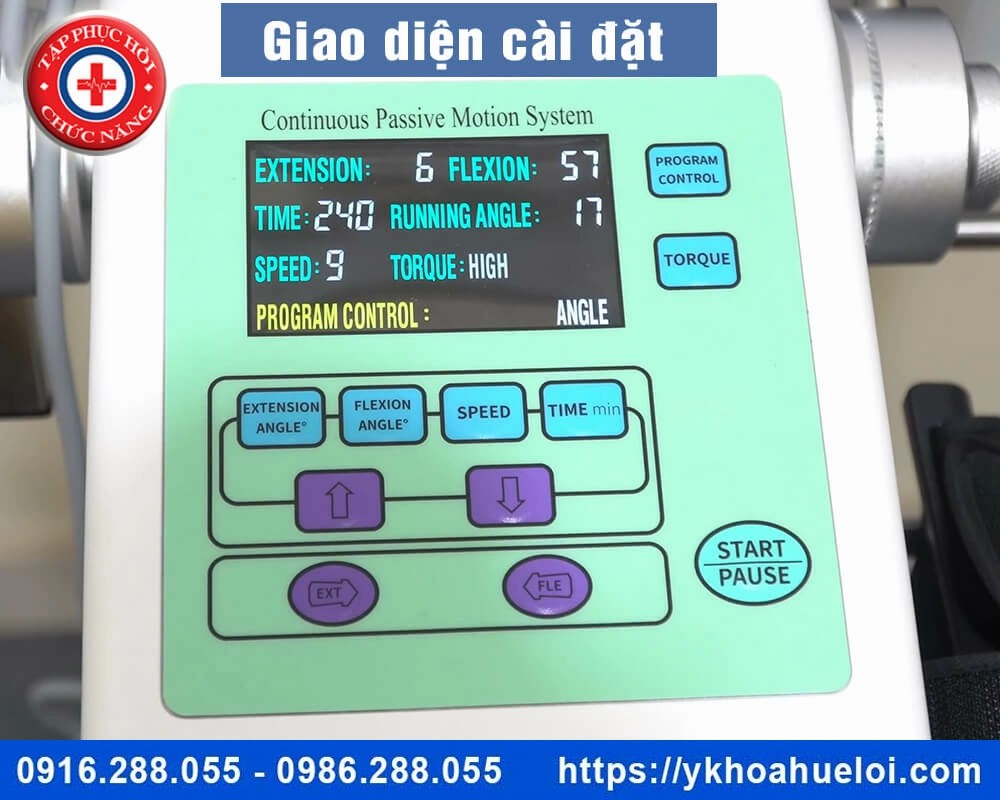 Giao diện cài đặt
TẬP PHỤC HỒI
CHỨC NĂNG
Continuous Passive Motion System
EXTENSION: 6 FLEXION: 57
TIME: 240 RUNNING ANGLE: 17
SPEED: 9 TORQUE: HIGH
PROGRAM CONTROL : ANGLE
PROGRAM
CONTROL
TORQUE
EXTENSION
ANGLE°
FLEXION
ANGLE°
SPEED
TIME min
EXT
FLE
START
PAUSE
0916.288.055 - 0986.288.055 https://ykhoahueloi.com